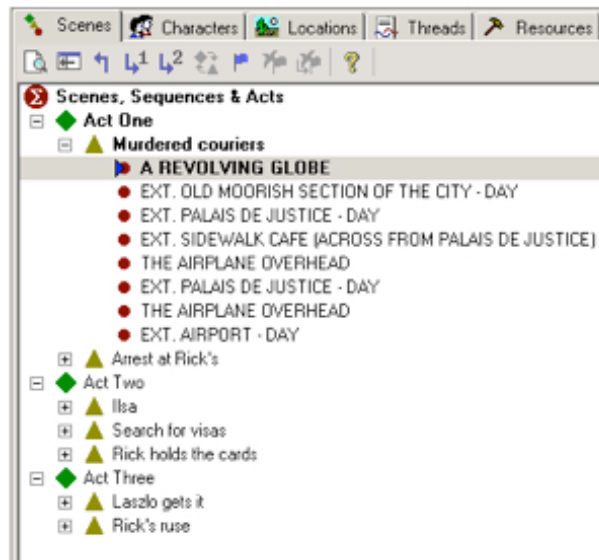 Scenes Characters Locations Threads Resources
1 2 ?
Σ Scenes, Sequences & Acts
Act One
Murdered couriers
A REVOLVING GLOBE
EXT. OLD MOORISH SECTION OF THE CITY - DAY
EXT. PALAIS DE JUSTICE - DAY
EXT. SIDEWALK CAFE (ACROSS FROM PALAIS DE JUSTICE)
THE AIRPLANE OVERHEAD
EXT. PALAIS DE JUSTICE - DAY
THE AIRPLANE OVERHEAD
EXT. AIRPORT - DAY
Arrest at Rick's
Act Two
Ilsa
Search for visas
Rick holds the cards
Act Three
Laszlo gets it
Rick's ruse